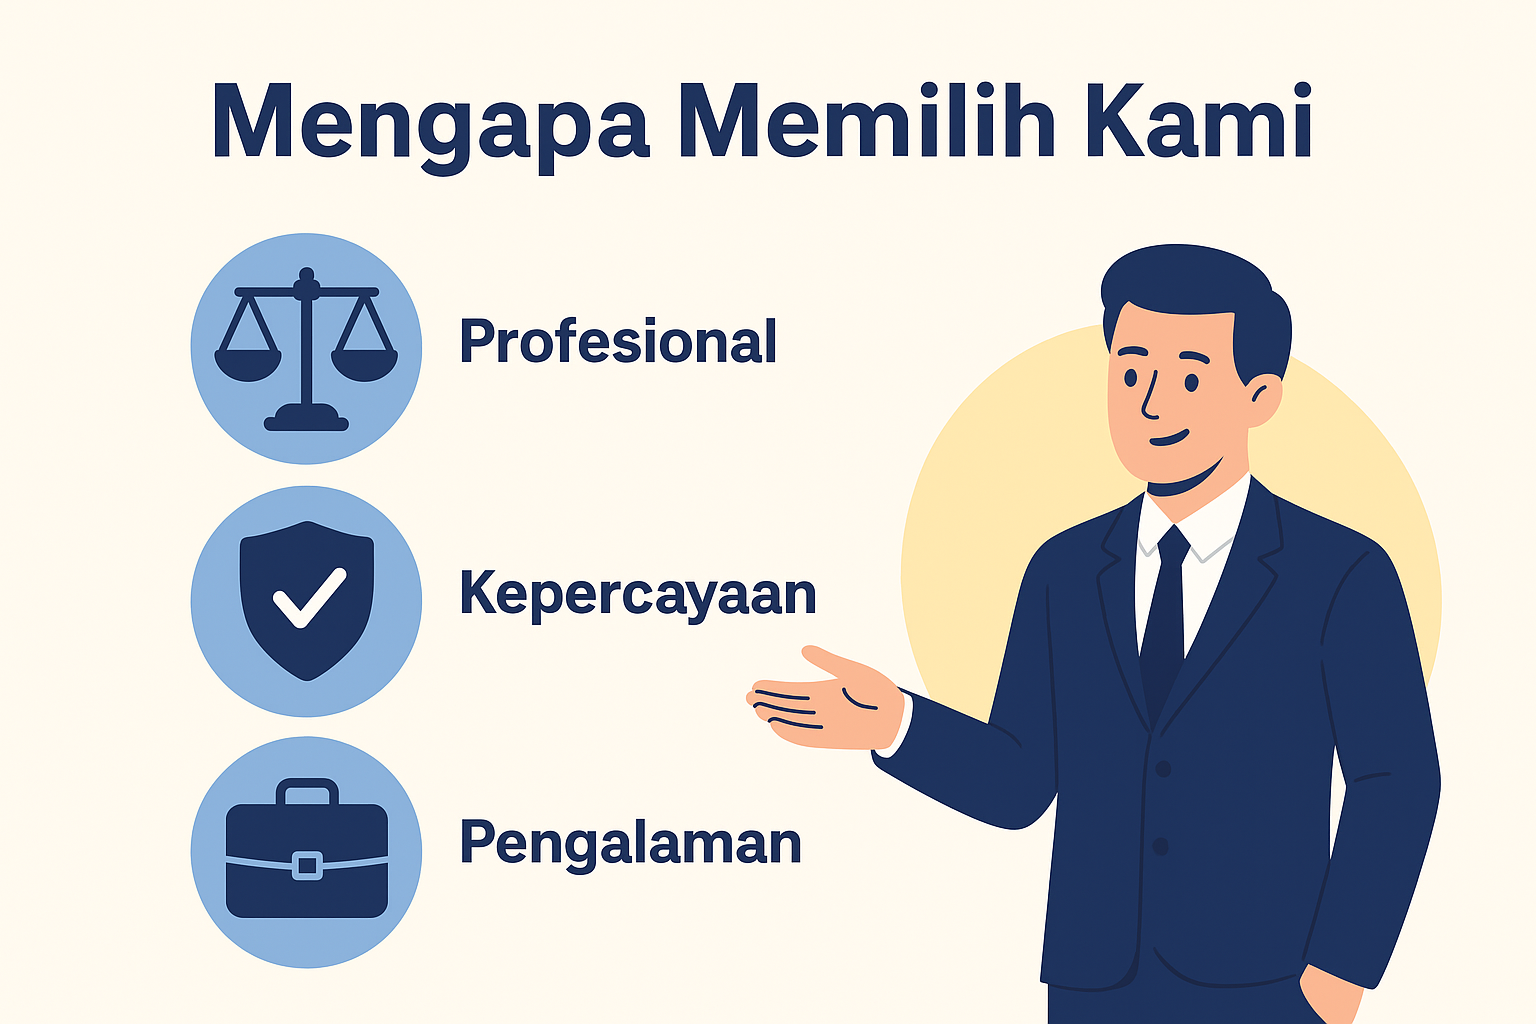 Mengapa Memilih Kami
Profesional
Kepercayaan
Pengalaman